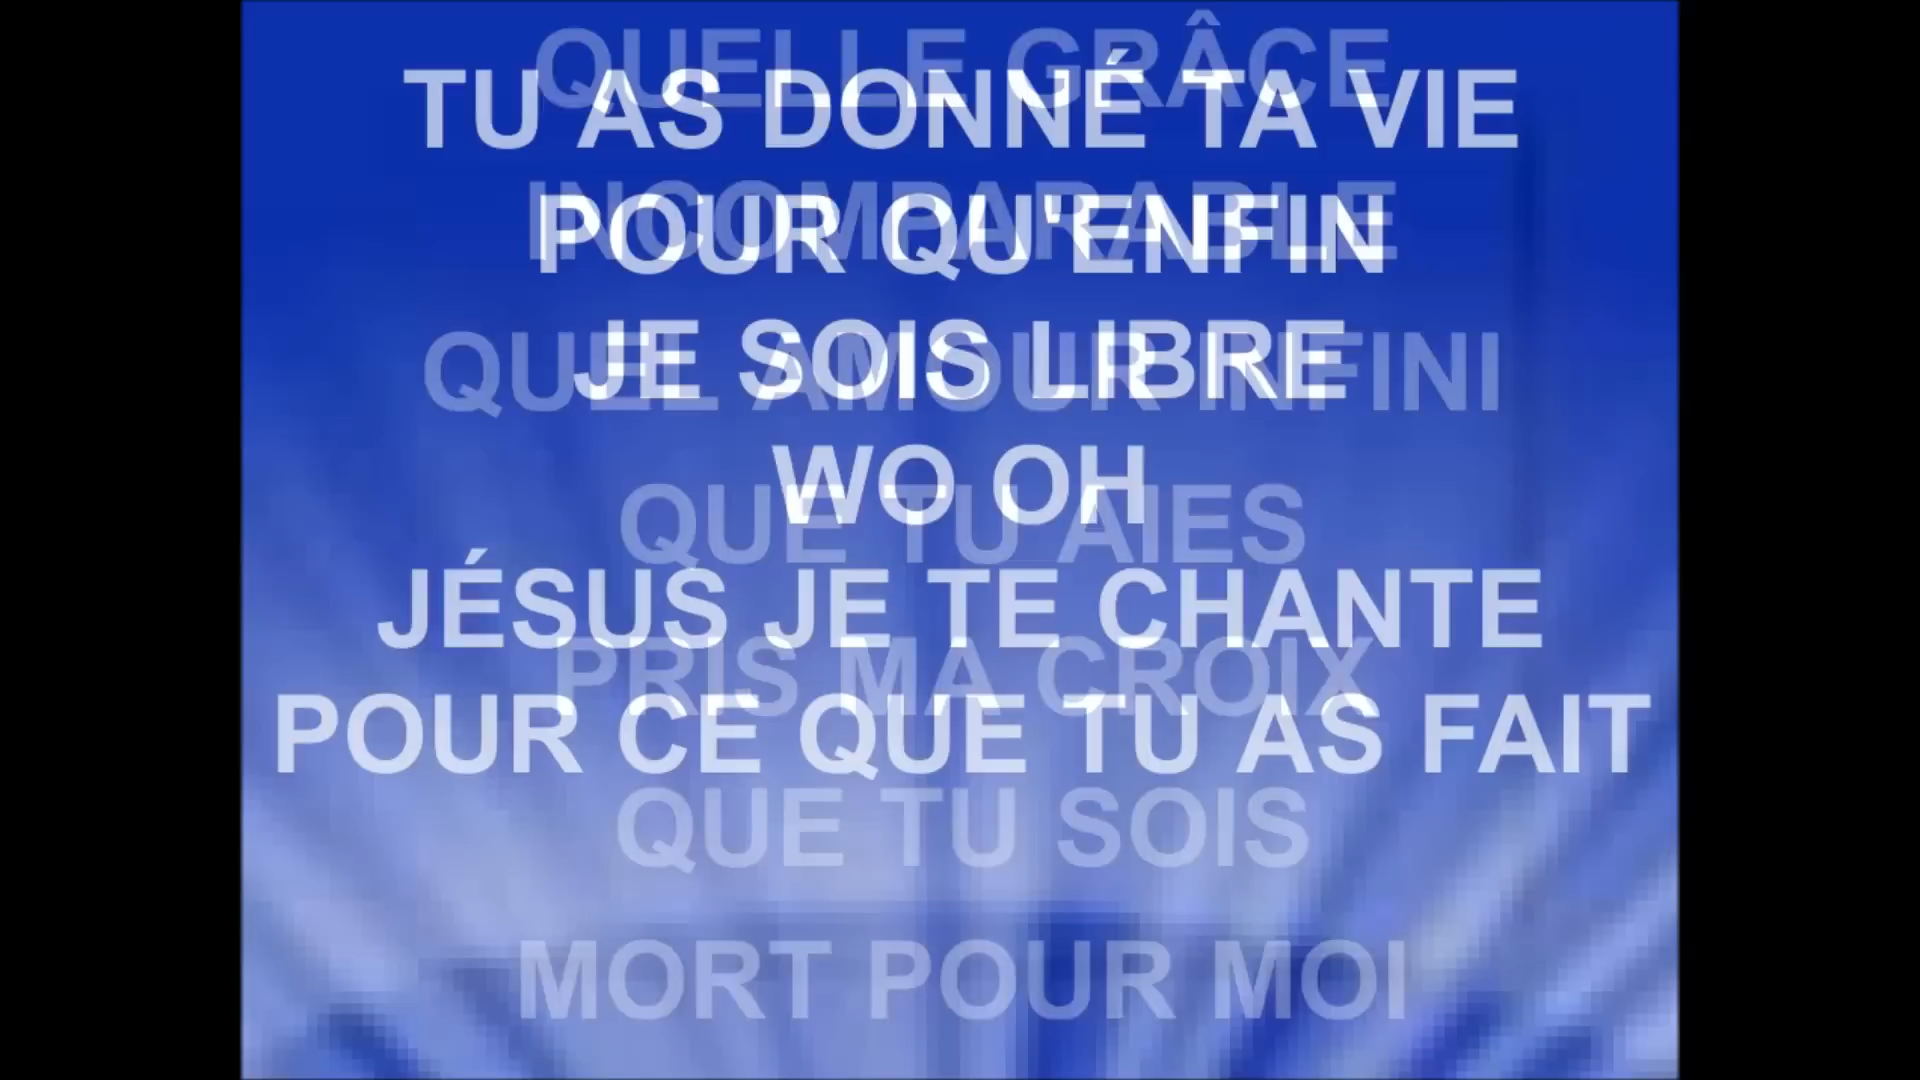 QUELLE GRÂCE
TU AS DONNÉ TA VIE
INCOMPARABLE
POUR QU'ENFIN
JE SOIS LIBRE
QUEL AMOUR INFINI
WO OH
QUE TU AIES
JÉSUS JE TE CHANTE
PRIS MA CROIX
POUR CE QUE TU AS FAIT
QUE TU SOIS
MORT POUR MOI